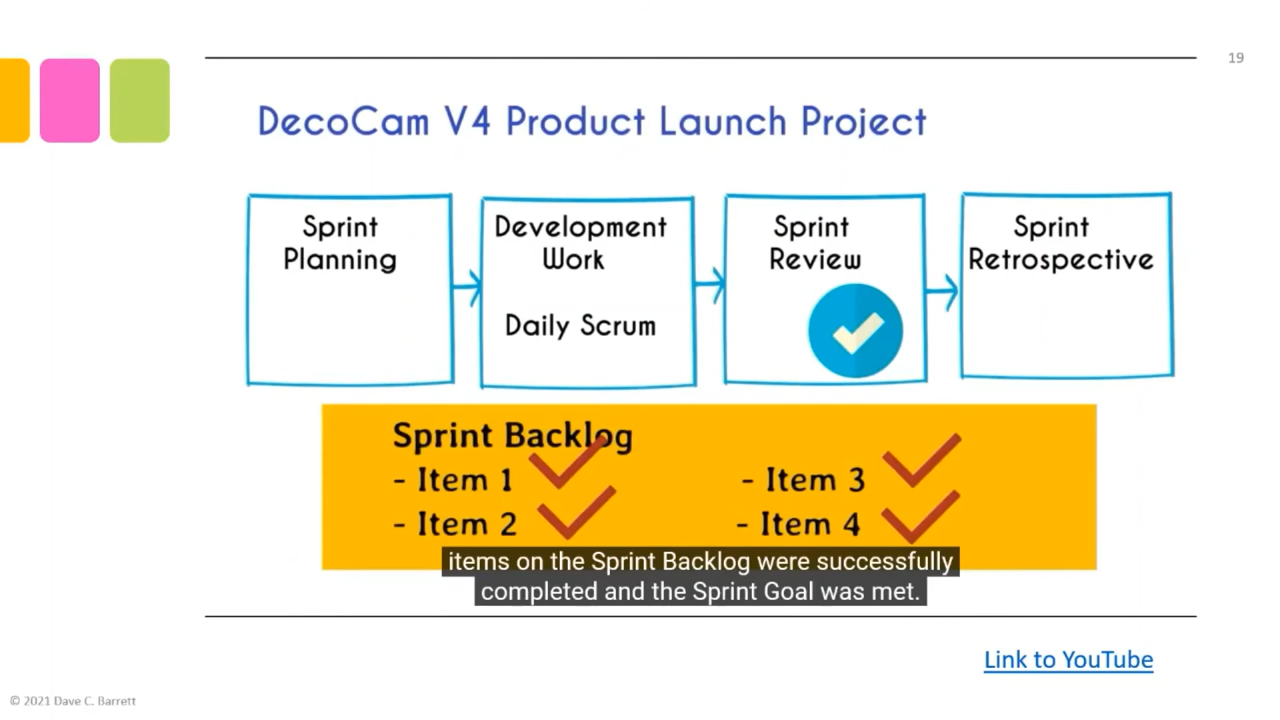 19
DecoCam V4 Product Launch Project
Sprint
Planning
Development
Work
Daily Scrum
Sprint
Review
Sprint
Retrospective
Sprint Backlog
- Item 1
- Item 2
- Item 3
- Item 4
items on the Sprint Backlog were successfully
completed and the Sprint Goal was met.
Link to YouTube
© 2021 Dave C. Barrett